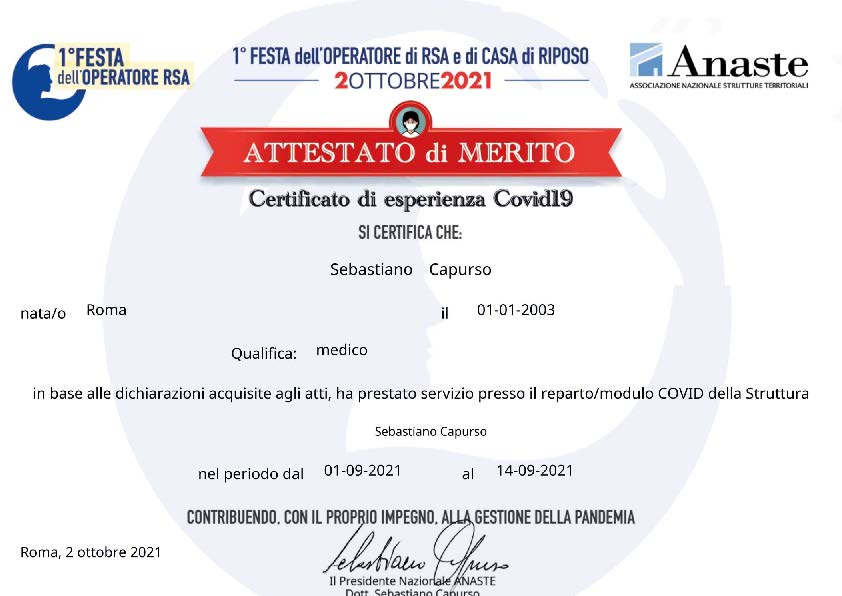 1°FESTA
dell'OPERATORE RSA
1° FESTA dell'OPERATORE di RSA e di CASA di RIPOSO
2OTTOBRE2021
Anaste
ASSOCIAZIONE NAZIONALE STRUTTURE TERRITORIALI
ATTESTATO di MERITO
Certificato di esperienza Covid19
SI CERTIFICA CHE:
Sebastiano Capurso
nata/o Roma il 01-01-2003
Qualifica: medico
in base alle dichiarazioni acquisite agli atti, ha prestato servizio presso il reparto/modulo COVID della Struttura
Sebastiano Capurso
nel periodo dal 01-09-2021 al 14-09-2021
CONTRIBUENDO, CON IL PROPRIO IMPEGNO, ALLA GESTIONE DELLA PANDEMIA
Roma, 2 ottobre 2021
Sebastiano Capurso
Il Presidente Nazionale ANASTE
Dott. Sebastiano Capurso